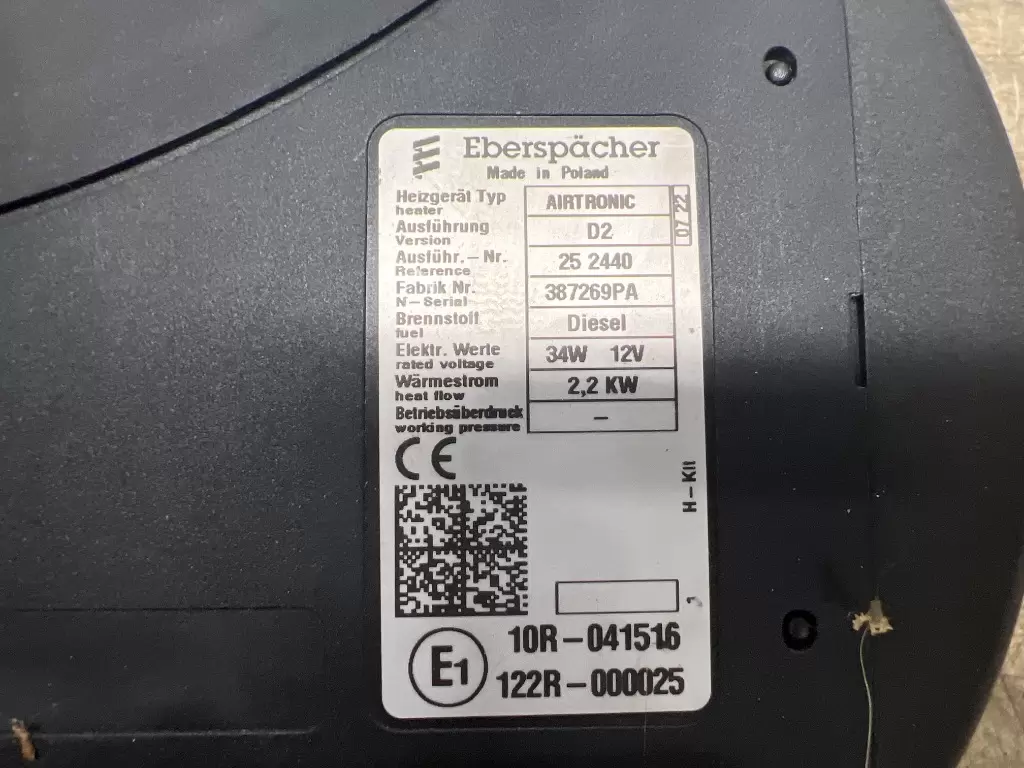 Eberspächer
Made in Poland
Heizgerät Typ AIRTRONIC
heater
07 22
Ausführung D2
Version
Ausführ.-Nr. 25 2440
Reference
Fabrik Nr. 387269PA
N-Serial
Brennstoff Diesel
fuel
Elektr. Werte 34W 12V
rated voltage
Wärmestrom 2,2 KW
heat flow
Betriebsüberdruck –
working pressure
CE
H-Kit
J
10R-041516
E1
122R-000025